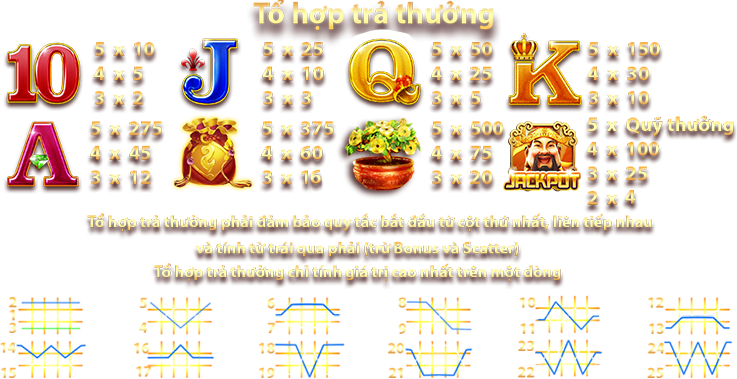 Tổ hợp trả thưởng
10 5 x 10 J 5 x 25 Q 5 x 50 K 5 x 150
4 x 5 4 x 10 4 x 25 4 x 30
3 x 2 3 x 3 3 x 5 3 x 10
A 5 x 275 5 x 375 5 x 500 5 x Quỹ thưởng
4 x 45 4 x 60 4 x 75 4 x 100
3 x 12 3 x 16 3 x 20 JACKPOT 3 x 25
2 x 4
Tổ hợp trả thưởng phải đảm bảo quy tắc bắt đầu từ cột thứ nhất, liên tiếp nhau
và tính từ trái qua phải (trừ Bonus và Scatter)
Tổ hợp trả thưởng chỉ tính giá trị cao nhất trên một dòng
2 5 6 8 10 12
1 4 7 9 11 13
3
14 16 18 20 23 24
15 17 19 21 22 25